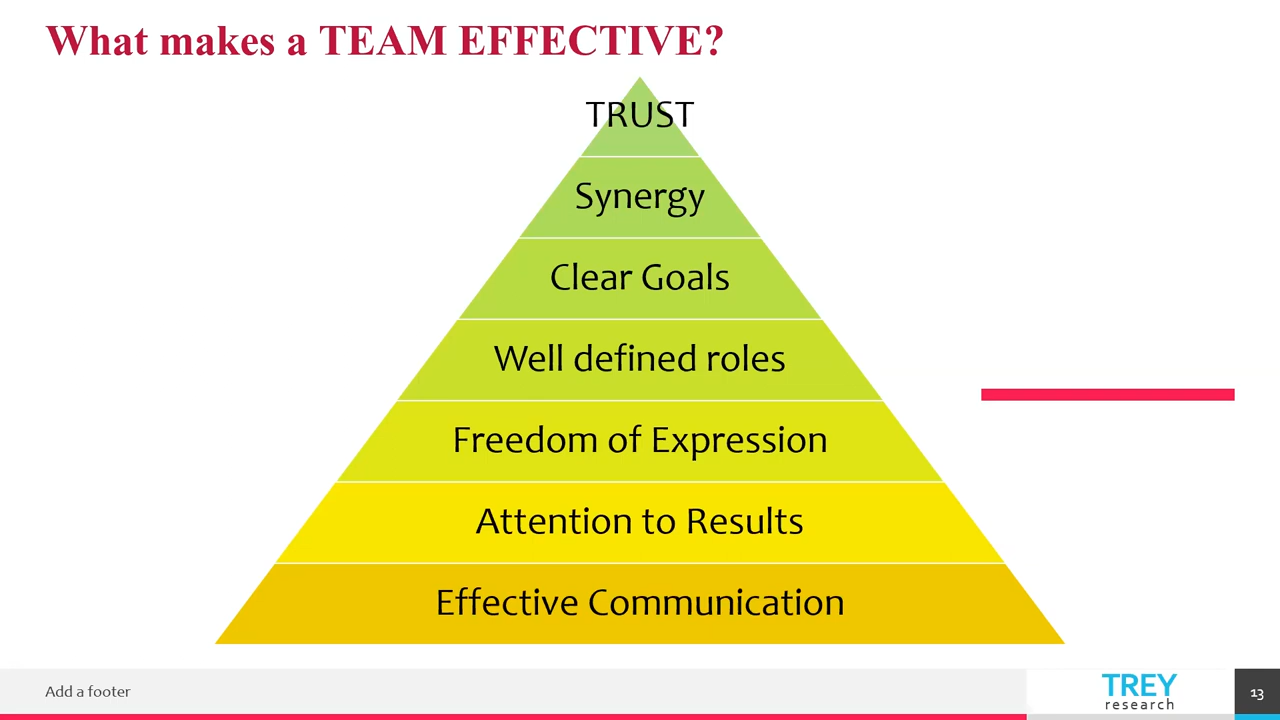 What makes a TEAM EFFECTIVE?
TRUST
Synergy
Clear Goals
Well defined roles
Freedom of Expression
Attention to Results
Effective Communication
Add a footer
TREY
research
13